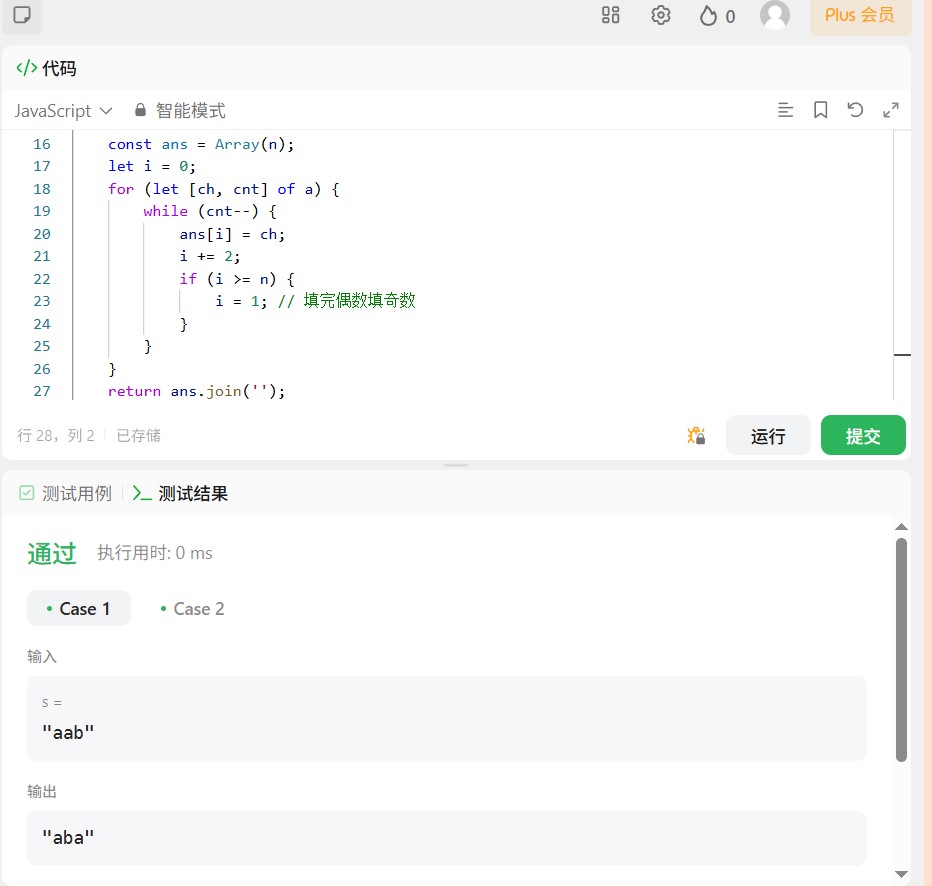 0 Plus 会员
</> 代码
JavaScript 智能模式
16 const ans = Array(n);
17 let i = 0;
18 for (let [ch, cnt] of a) {
19 while (cnt--) {
20 ans[i] = ch;
21 i += 2;
22 if (i >= n) {
23 i = 1; // 填完偶数填奇数
24 }
25 }
26 }
27 return ans.join('');
行 28，列 2 已存储 运行 提交
测试用例 >_ 测试结果
通过 执行用时: 0 ms
• Case 1 • Case 2
输入
s =
"aab"
输出
"aba"